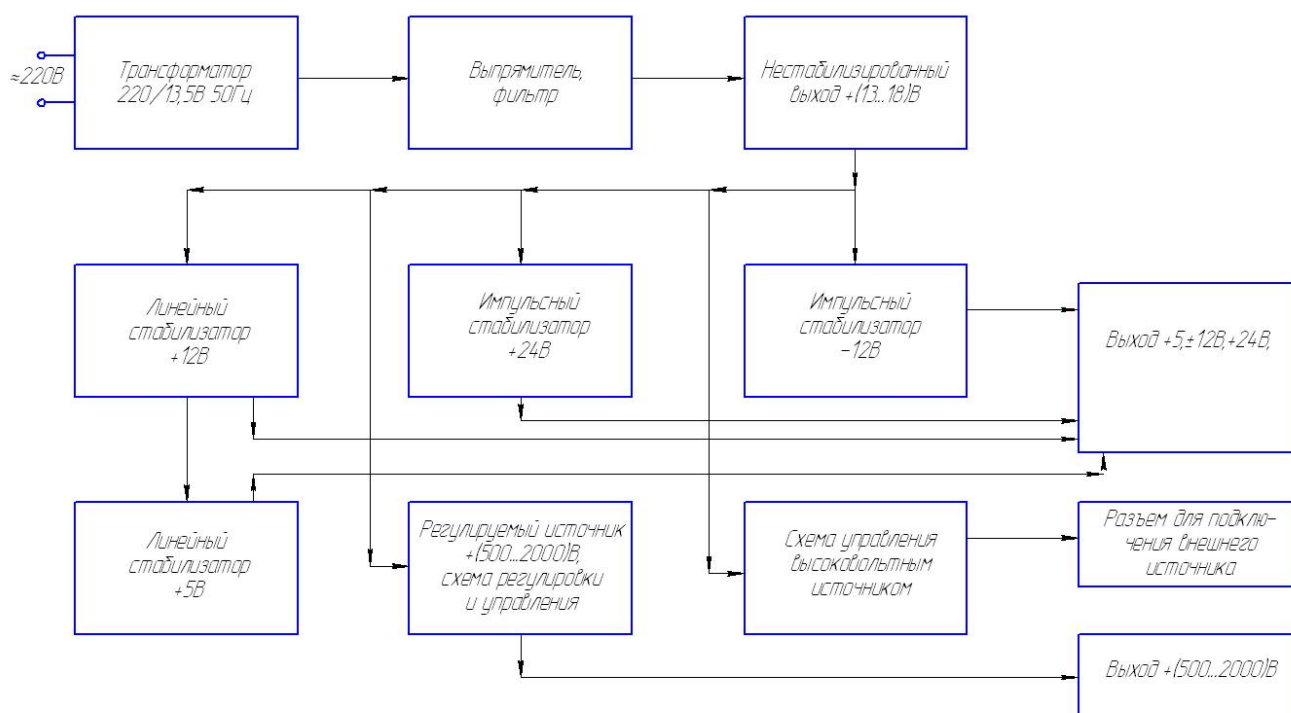 ≈220В
Трансформатор
220/13,5В 50Гц
Выпрямитель,
фильтр
Нестабилизированный
выход +(13...18)В
Линейный
стабилизатор
+12В
Импульсный
стабилизатор
+24В
Импульсный
стабилизатор
-12В
Выход +5,±12В,+24В,
Линейный
стабилизатор
+5В
Регулируемый источник
+(500...2000)В,
схема регулировки
и управления
Схема управления
высоковольтным
источником
Разъем для подклю-
чения внешнего
источника
Выход +(500...2000)В